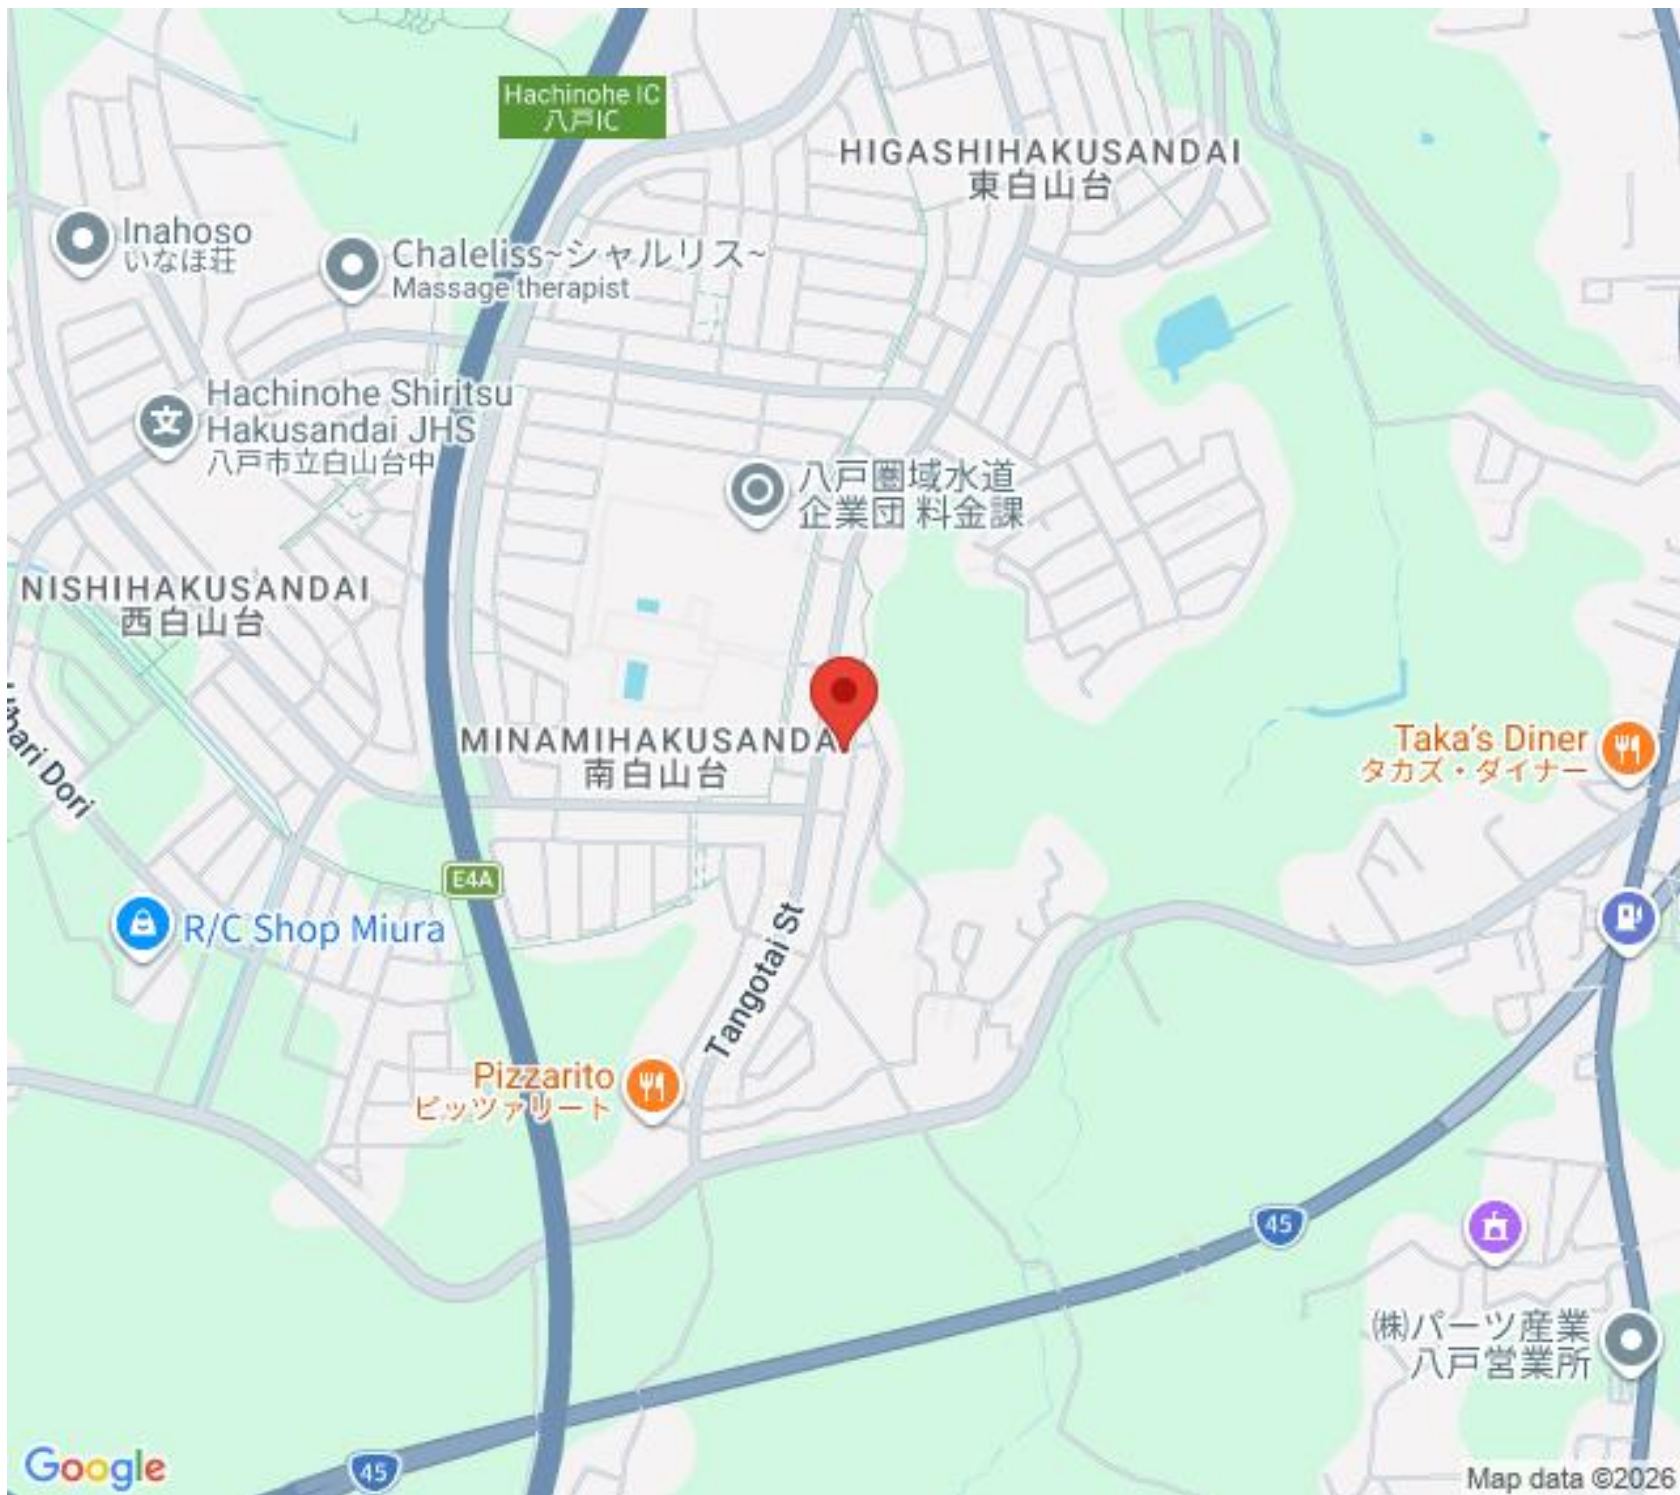 Hachinohe IC
八戸IC
HIGASHIHAKUSANDAI
東白山台
Inahoso
いなほ荘
Chaleliss~シャルリス~
Massage therapist
Hachinohe Shiritsu
Hakusandai JHS
八戸市立白山台中
八戸圏域水道
企業団 料金課
NISHIHAKUSANDAI
西白山台
MINAMIHAKUSANDAI
南白山台
Taka's Diner
タカズ・ダイナー
Dori
E4A
R/C Shop Miura
Tangotai St
Pizzarito
ピッツァリート
45
㈱パーツ産業
八戸営業所
45
Google
Map data ©2026